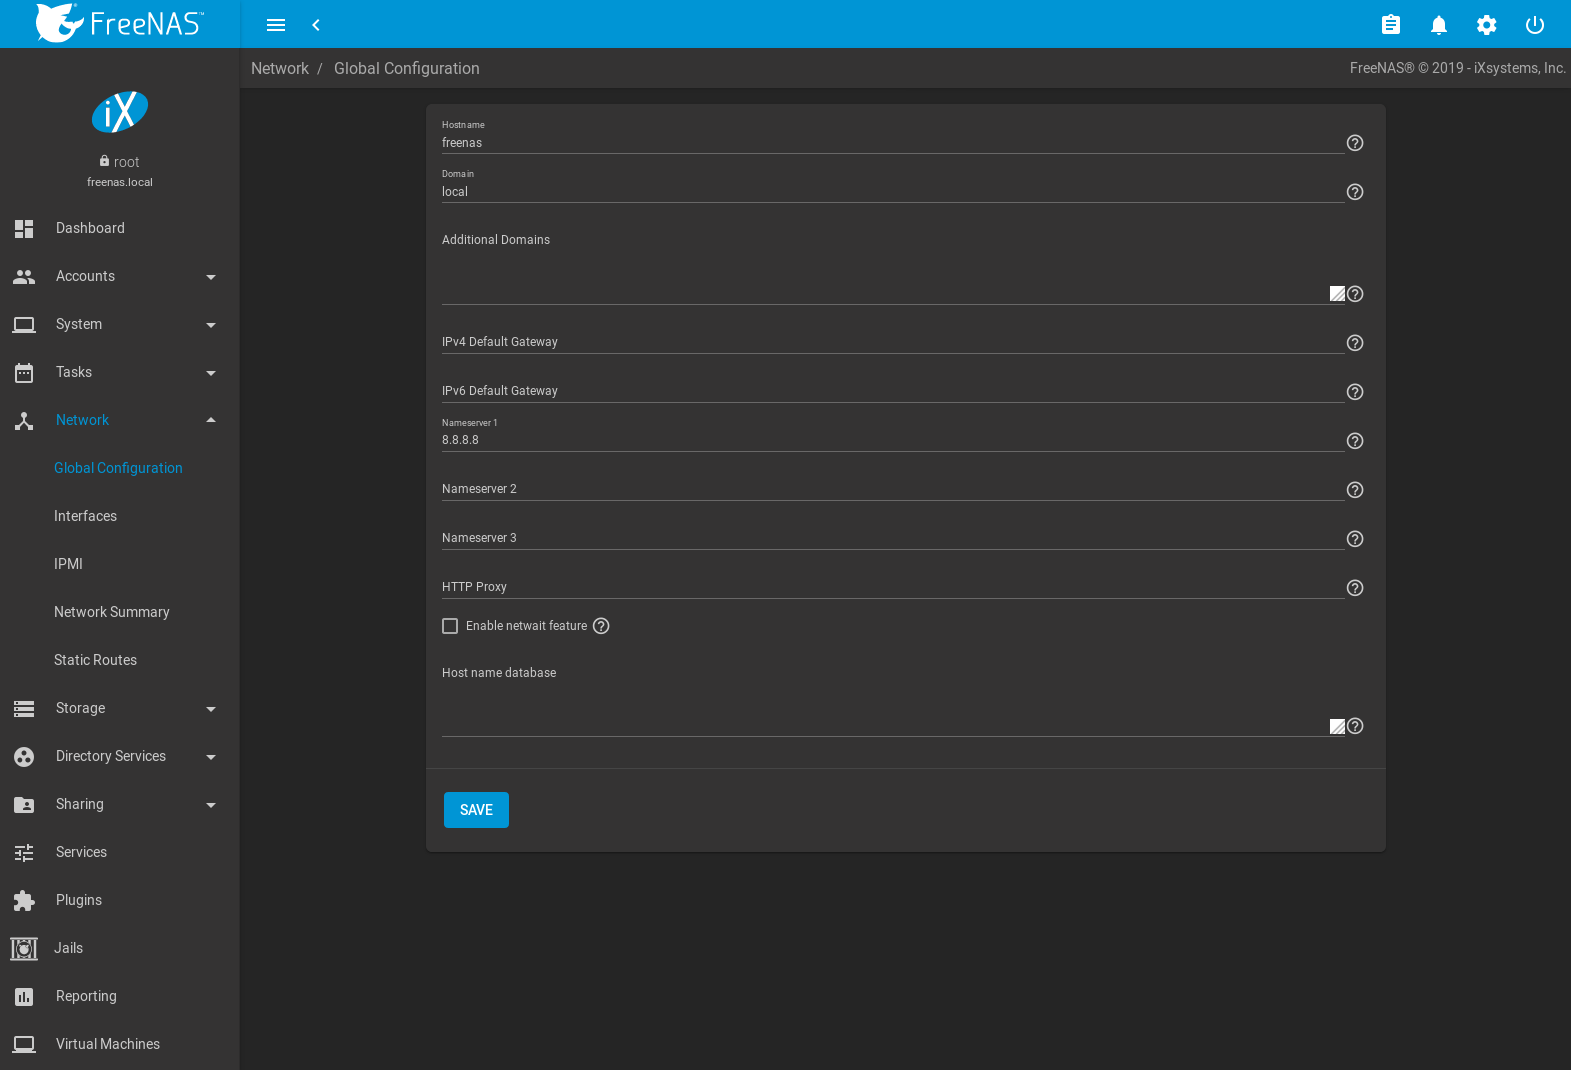 FreeNAS™
Network / Global Configuration
FreeNAS® © 2019 - iXsystems, Inc.
iX
root
freenas.local
Dashboard
Accounts
System
Tasks
Network
Global Configuration
Interfaces
IPMI
Network Summary
Static Routes
Storage
Directory Services
Sharing
Services
Plugins
Jails
Reporting
Virtual Machines
Hostname
freenas
Domain
local
Additional Domains
IPv4 Default Gateway
IPv6 Default Gateway
Nameserver 1
8.8.8.8
Nameserver 2
Nameserver 3
HTTP Proxy
Enable netwait feature
Host name database
SAVE